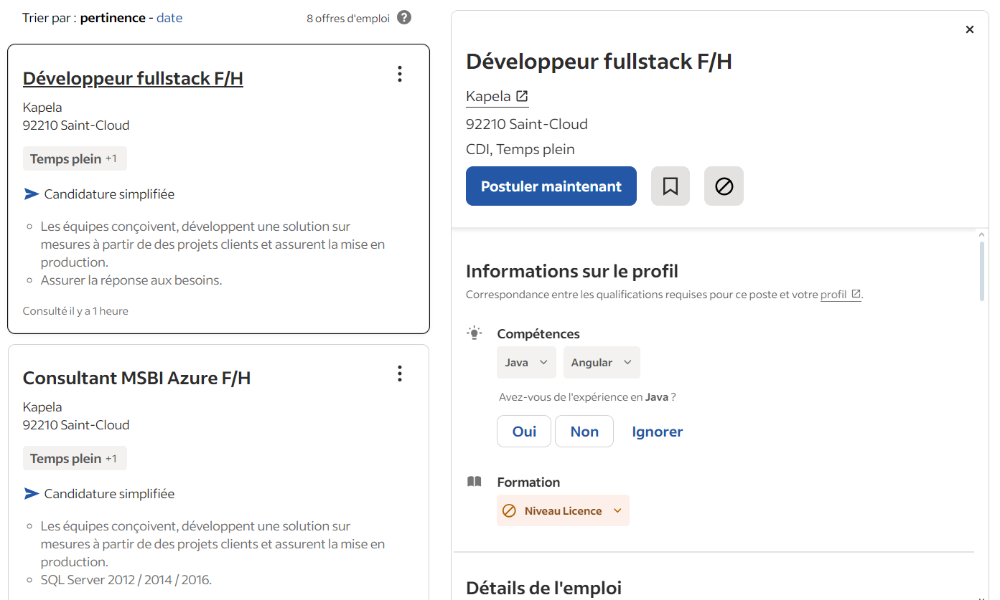 Trier par : pertinence - date
8 offres d'emploi ?
Développeur fullstack F/H
Kapela
92210 Saint-Cloud
Temps plein +1
Candidature simplifiée
Les équipes conçoivent, développent une solution sur
mesures à partir de des projets clients et assurent la mise en
production.
Assurer la réponse aux besoins.
Consulté il y a 1 heure
Consultant MSBI Azure F/H
Kapela
92210 Saint-Cloud
Temps plein +1
Candidature simplifiée
Les équipes conçoivent, développent une solution sur
mesures à partir de des projets clients et assurent la mise en
production.
SQL Server 2012 / 2014 / 2016.
Développeur fullstack F/H
Kapela
92210 Saint-Cloud
CDI, Temps plein
Postuler maintenant
Informations sur le profil
Correspondance entre les qualifications requises pour ce poste et votre profil .
Compétences
Java
Angular
Avez-vous de l'expérience en Java ?
Oui
Non
Ignorer
Formation
Niveau Licence
Détails de l'emploi